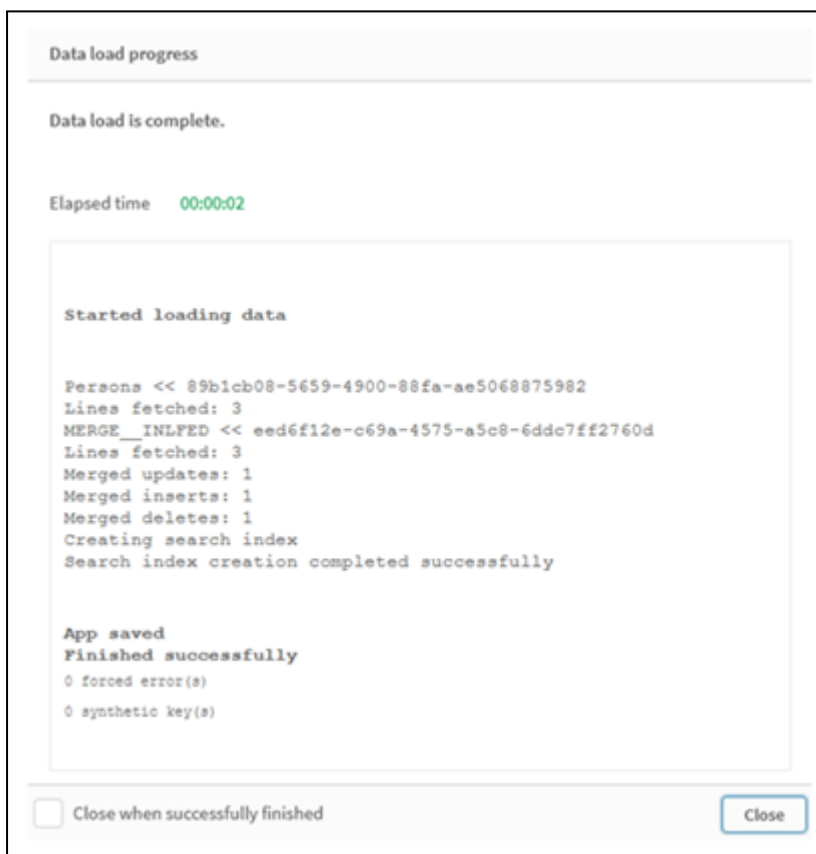 Data load progress
Data load is complete.
Elapsed time 00:00:02
Started loading data
Persons << 89b1cb08-5659-4900-88fa-ae5068875982
Lines fetched: 3
MERGE__INLFED << eed6f12e-c69a-4575-a5c8-6ddc7ff2760d
Lines fetched: 3
Merged updates: 1
Merged inserts: 1
Merged deletes: 1
Creating search index
Search index creation completed successfully
App saved
Finished successfully
0 forced error(s)
0 synthetic key(s)
Close when successfully finished
Close